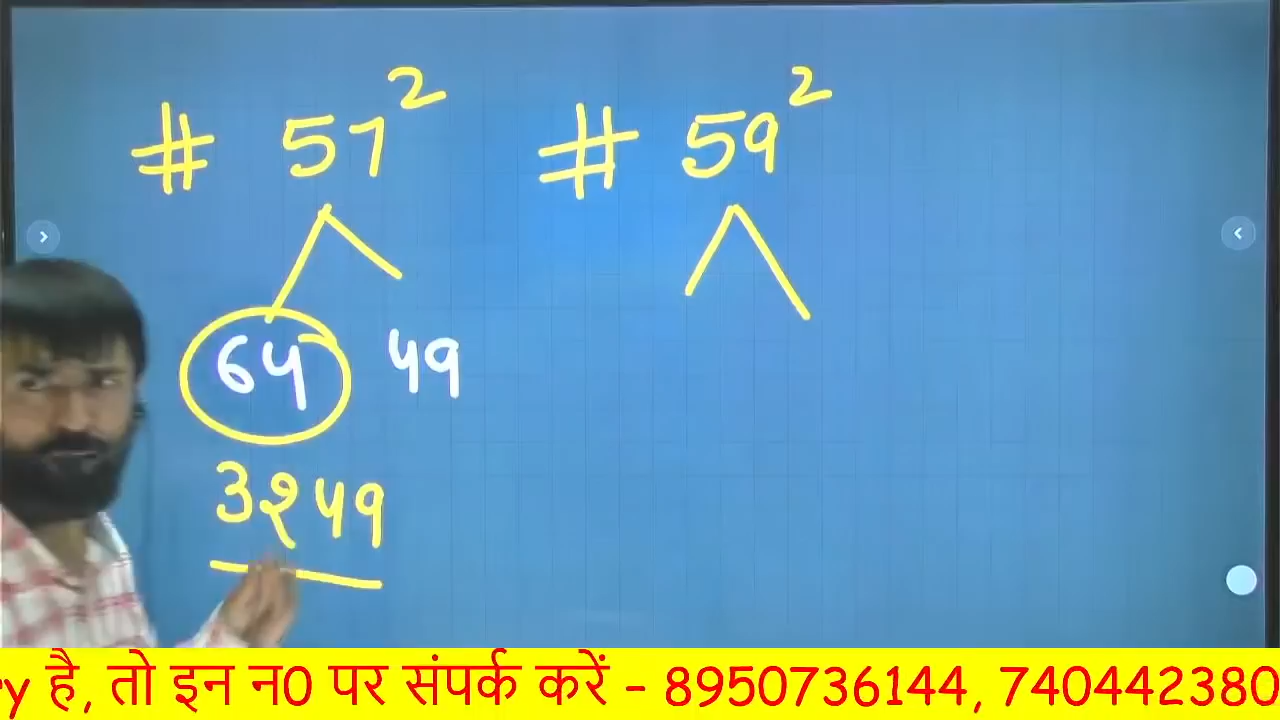 # 57² # 59²
64 49
3249
y है, तो इन न0 पर संपर्क करें - 8950736144, 740442380